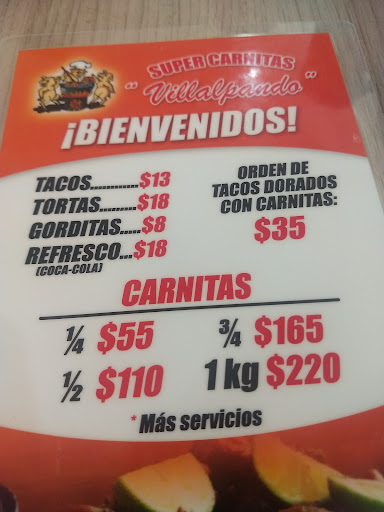 SUPER CARNITAS
"Villalpando"
¡BIENVENIDOS!
TACOS............$13
TORTAS.........$18
GORDITAS.....$8
REFRESCO...$18
(COCA-COLA)
ORDEN DE
TACOS DORADOS
CON CARNITAS:
$35
CARNITAS
¼ $55
¾ $165
½ $110
1 kg $220
*Más servicios